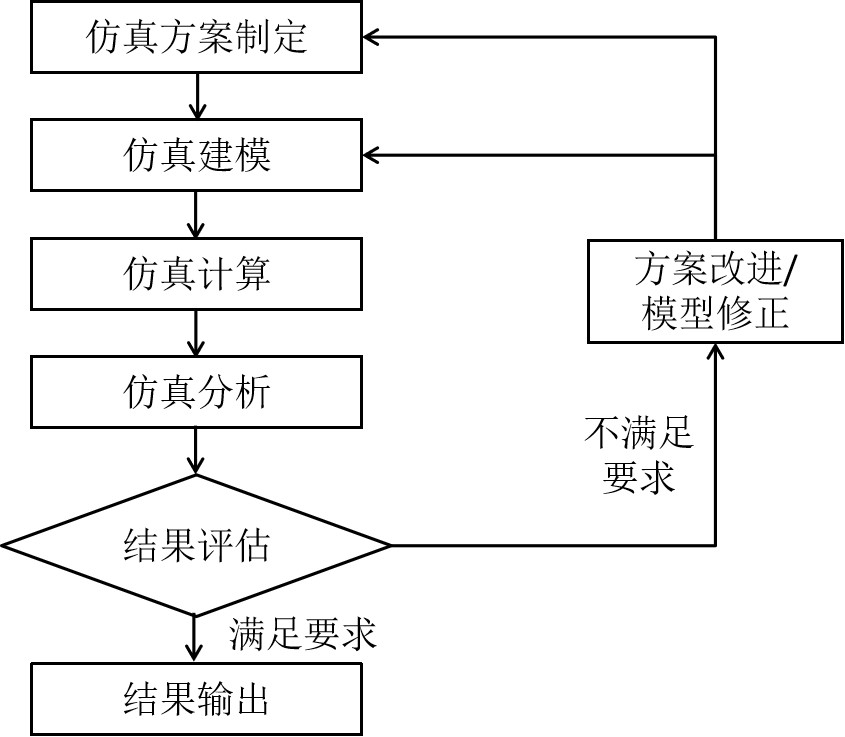 仿真方案制定
仿真建模
仿真计算
方案改进/
模型修正
仿真分析
不满足
要求
结果评估
满足要求
结果输出